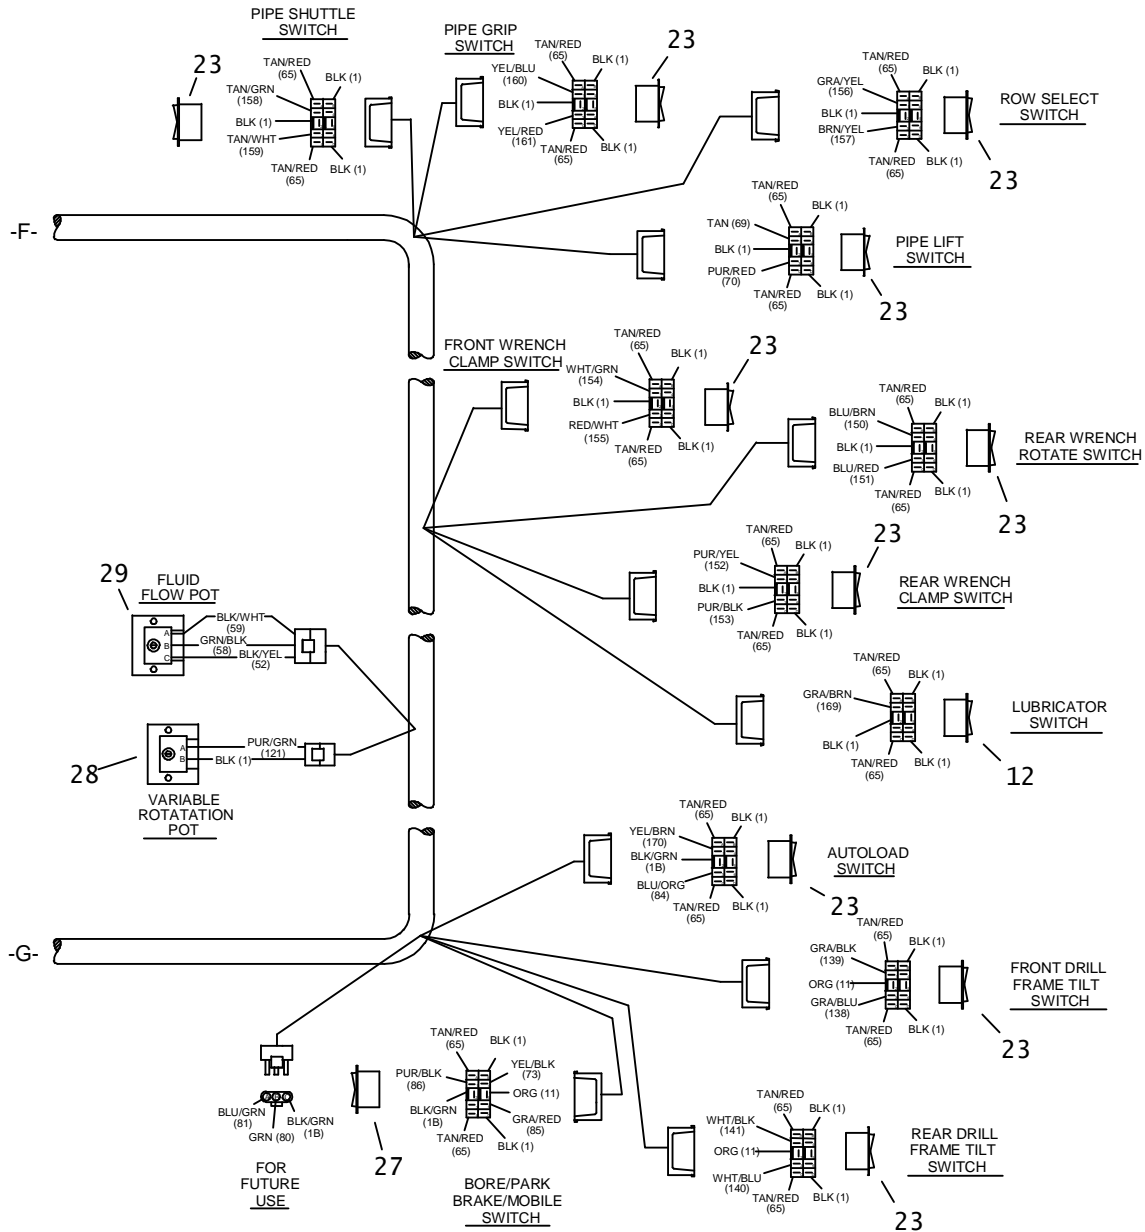 PIPE SHUTTLE
SWITCH
23
TAN/RED
(65)
BLK (1)
TAN/GRN
(158)
BLK (1)
TAN/WHT
(159)
TAN/RED
(65)
BLK (1)
PIPE GRIP
SWITCH
TAN/RED
(65)
BLK (1)
YEL/BLU
(160)
BLK (1)
YEL/RED
(161)
TAN/RED
(65)
BLK (1)
23
TAN/RED
(65)
BLK (1)
GRA/YEL
(156)
BLK (1)
BRN/YEL
(157)
TAN/RED
(65)
BLK (1)
ROW SELECT
SWITCH
23
-F-
TAN/RED
(65)
BLK (1)
TAN (69)
BLK (1)
PUR/RED
(70)
TAN/RED
(65)
BLK (1)
PIPE LIFT
SWITCH
23
FRONT WRENCH
CLAMP SWITCH
TAN/RED
(65)
BLK (1)
WHT/GRN
(154)
BLK (1)
RED/WHT
(155)
TAN/RED
(65)
BLK (1)
23
TAN/RED
(65)
BLK (1)
BLU/BRN
(150)
BLK (1)
BLU/RED
(151)
TAN/RED
(65)
BLK (1)
REAR WRENCH
ROTATE SWITCH
23
TAN/RED
(65)
BLK (1)
PUR/YEL
(152)
BLK (1)
PUR/BLK
(153)
TAN/RED
(65)
BLK (1)
23
REAR WRENCH
CLAMP SWITCH
29
FLUID
FLOW POT
A
B
C
BLK/WHT
(59)
GRN/BLK
(58)
BLK/YEL
(52)
TAN/RED
(65)
BLK (1)
GRA/BRN
(169)
BLK (1)
TAN/RED
(65)
BLK (1)
LUBRICATOR
SWITCH
12
28
A
B
PUR/GRN
(121)
BLK (1)
VARIABLE
ROTATATION
POT
TAN/RED
(65)
BLK (1)
YEL/BRN
(170)
BLK/GRN
(1B)
BLU/ORG
(84)
TAN/RED
(65)
BLK (1)
AUTOLOAD
SWITCH
23
-G-
TAN/RED
(65)
BLK (1)
GRA/BLK
(139)
ORG (11)
GRA/BLU
(138)
TAN/RED
(65)
BLK (1)
FRONT DRILL
FRAME TILT
SWITCH
23
BLU/GRN
(81)
GRN (80)
BLK/GRN
(1B)
FOR
FUTURE
USE
27
TAN/RED
(65)
BLK (1)
PUR/BLK
(86)
YEL/BLK
(73)
ORG (11)
BLK/GRN
(1B)
GRA/RED
(85)
TAN/RED
(65)
BLK (1)
BORE/PARK
BRAKE/MOBILE
SWITCH
TAN/RED
(65)
BLK (1)
WHT/BLK
(141)
ORG (11)
WHT/BLU
(140)
TAN/RED
(65)
BLK (1)
REAR DRILL
FRAME TILT
SWITCH
23